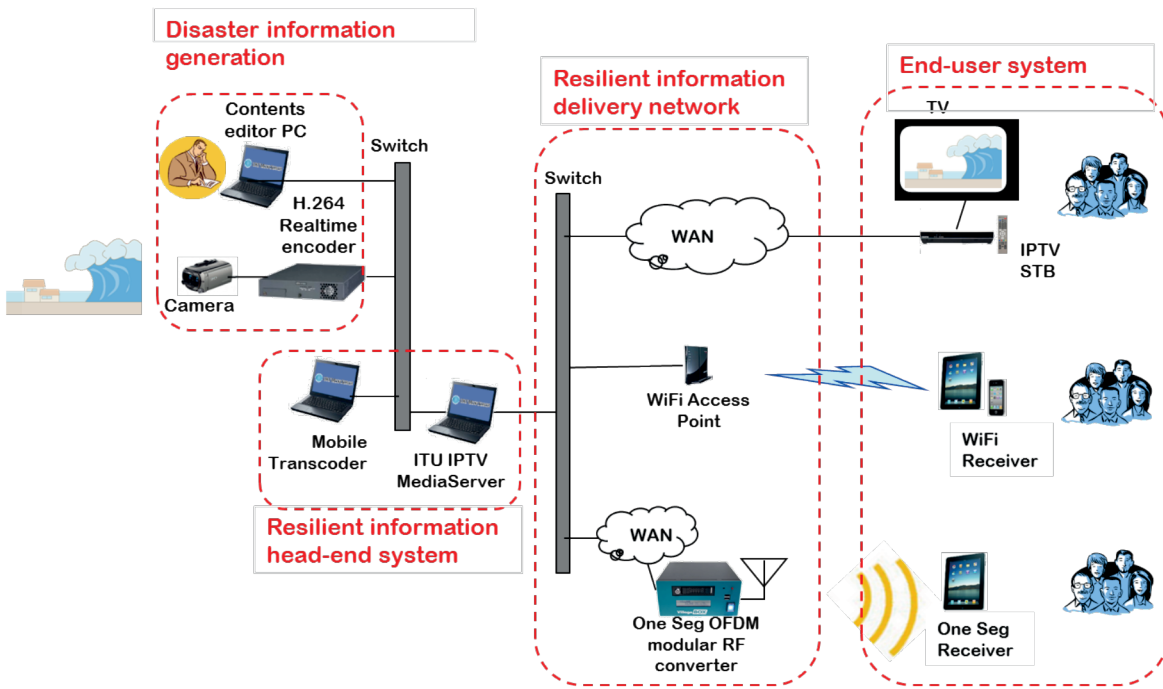 Disaster information
generation
Contents
editor PC
Switch
H.264
Realtime
encoder
Camera
Mobile
Transcoder
ITU IPTV
MediaServer
Resilient information
head-end system
Resilient information
delivery network
Switch
WAN
WiFi Access
Point
WAN
One Seg OFDM
modular RF
converter
End-user system
TV
IPTV
STB
WiFi
Receiver
One Seg
Receiver